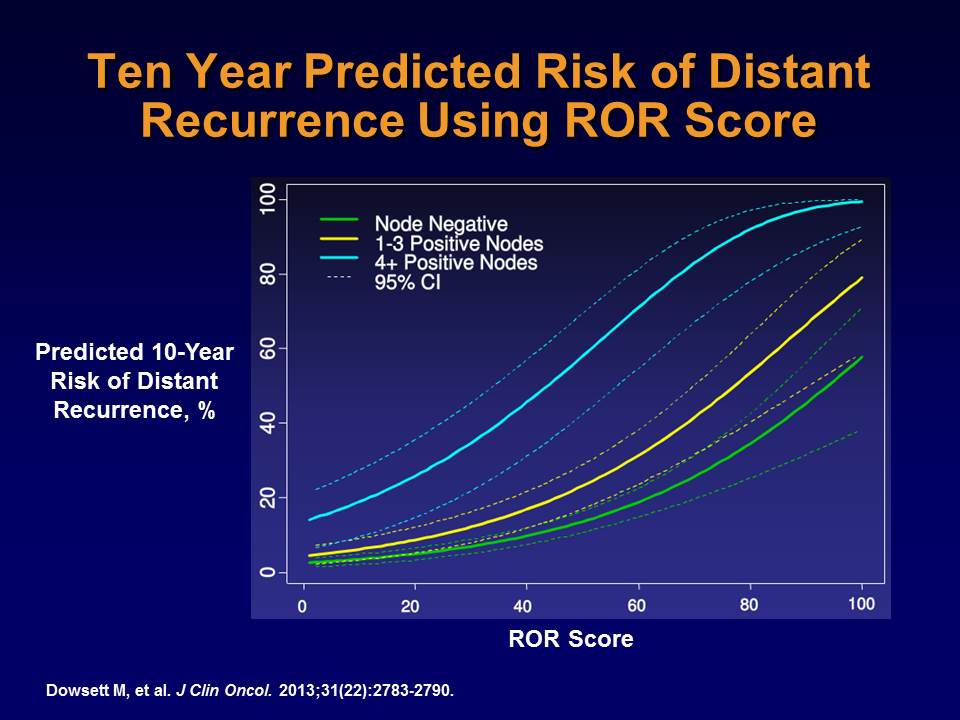 Ten Year Predicted Risk of Distant
Recurrence Using ROR Score
100
80
60
40
20
0
Node Negative
1-3 Positive Nodes
4+ Positive Nodes
95% CI
Predicted 10-Year
Risk of Distant
Recurrence, %
0 20 40 60 80 100
ROR Score
Dowsett M, et al. J Clin Oncol. 2013;31(22):2783-2790.